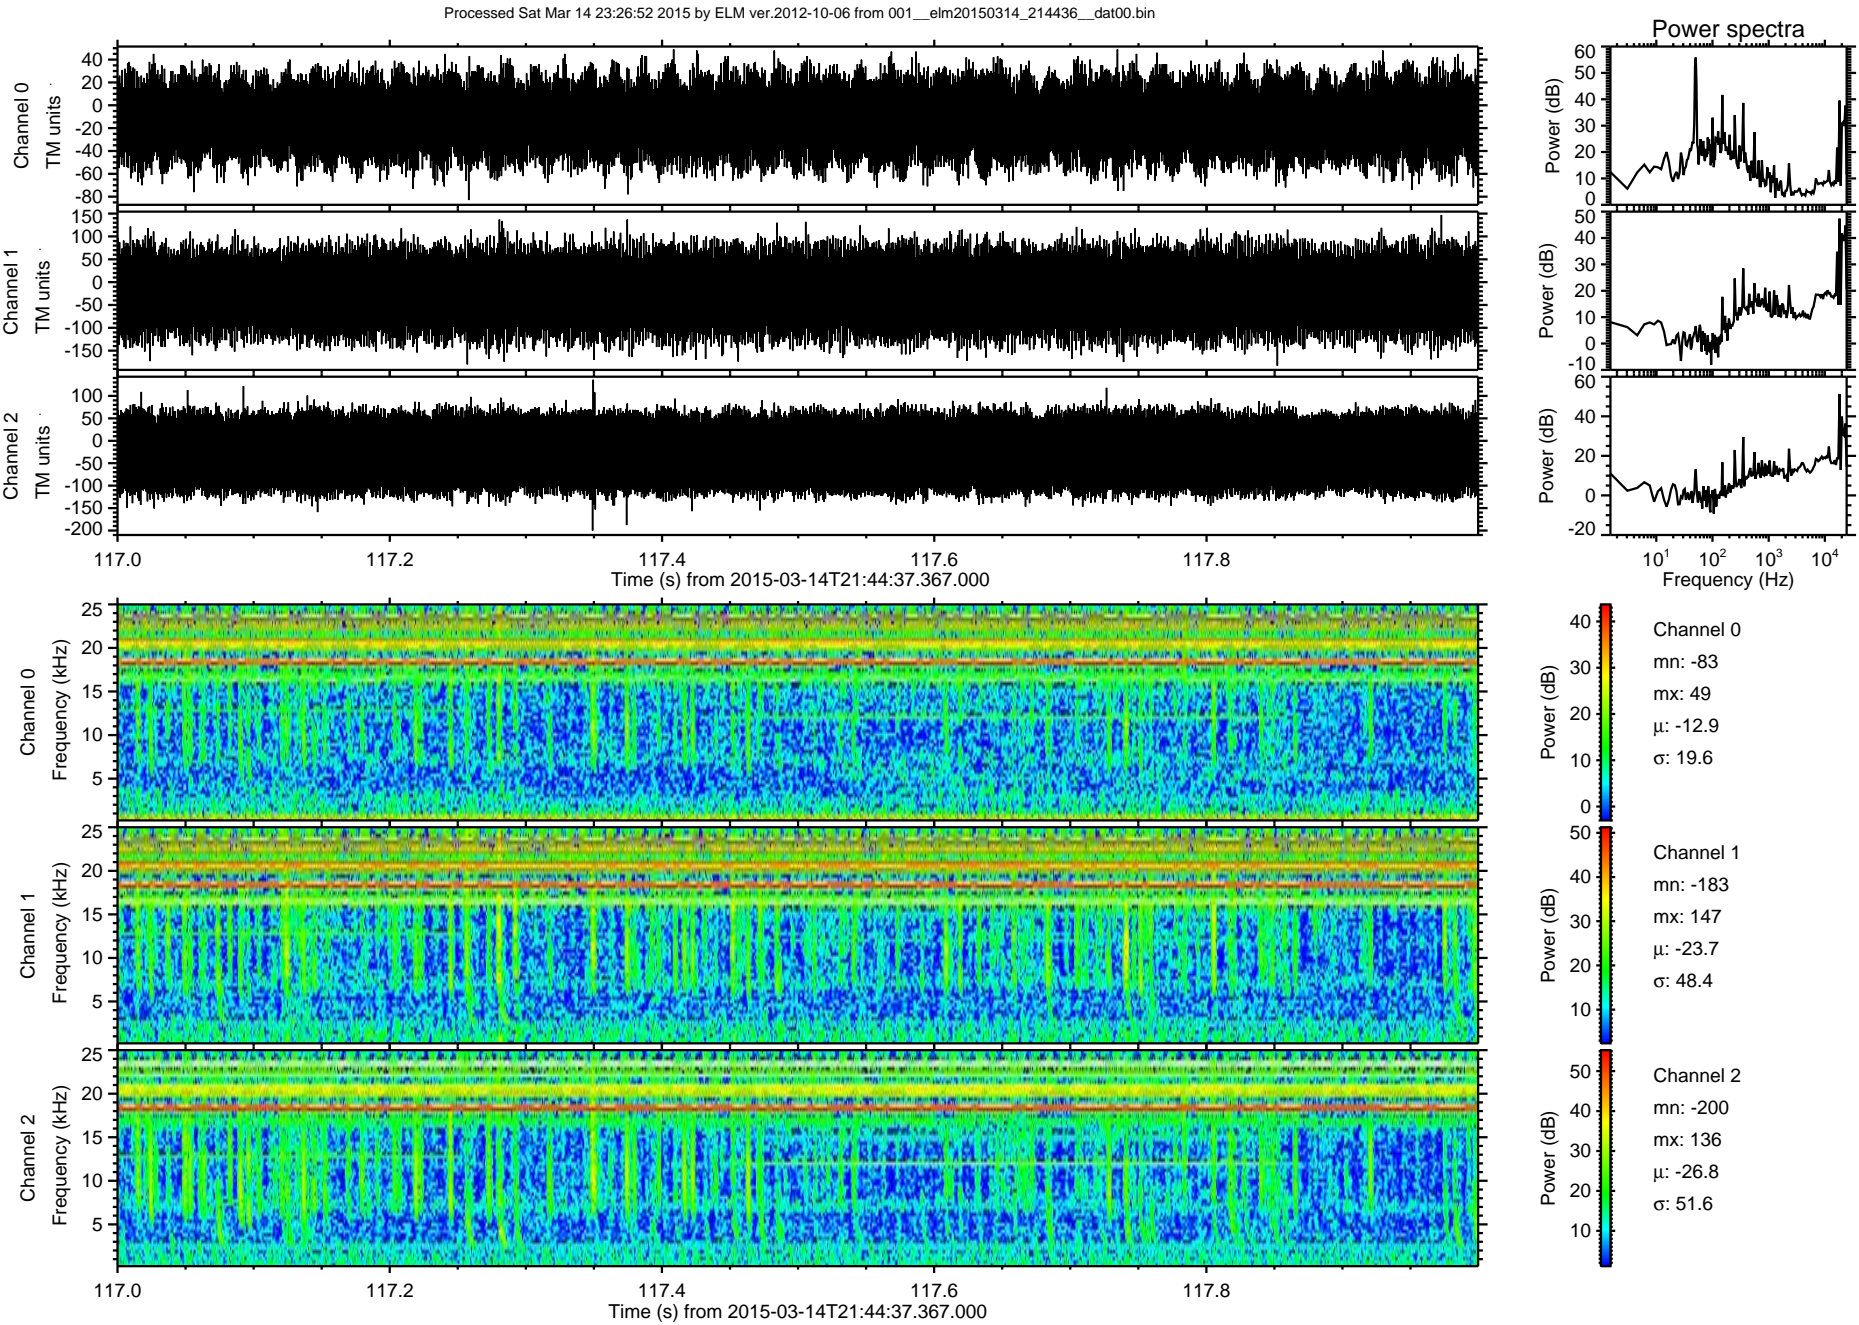 Processed Sat Mar 14 23:26:52 2015 by ELM ver.2012-10-06 from 001__elm20150314_214436__dat00.bin
Power spectra
Channel 0
TM units
40
20
0
-20
-40
-60
-80
Power (dB)
60
50
40
30
20
10
0
Channel 1
TM units
150
100
50
0
-50
-100
-150
Power (dB)
50
40
30
20
10
0
-10
Channel 2
TM units
100
50
0
-50
-100
-150
-200
Power (dB)
60
40
20
0
-20
117.0 117.2 117.4 117.6 117.8
Time (s) from 2015-03-14T21:44:37.367.000
10^1 10^2 10^3 10^4
Frequency (Hz)
Channel 0
Frequency (kHz)
25
20
15
10
5
Power (dB)
40
30
20
10
0
Channel 0
mn: -83
mx: 49
μ: -12.9
σ: 19.6
Channel 1
Frequency (kHz)
25
20
15
10
5
Power (dB)
50
40
30
20
10
Channel 1
mn: -183
mx: 147
μ: -23.7
σ: 48.4
Channel 2
Frequency (kHz)
25
20
15
10
5
Power (dB)
50
40
30
20
10
Channel 2
mn: -200
mx: 136
μ: -26.8
σ: 51.6
117.0 117.2 117.4 117.6 117.8
Time (s) from 2015-03-14T21:44:37.367.000